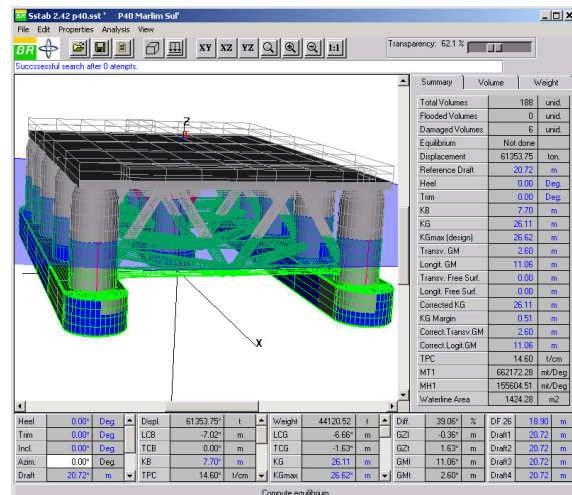 Sstab 2.42 p40.sst ' P40 Marlim Sul'
File Edit Properties Analysis View
BR XY XZ YZ 1:1 Transparency: 62.1 %
Succssessful search after 0 atempts.
Summary Volume Weight
Total Volumes 188 unid.
Flooded Volumes 0 unid.
Damaged Volumes 6 unid.
Equilibrium Not done
Displacement 61353.75 ton.
Reference Draft 20.72 m
Heel 0.00 Deg.
Trim 0.00 Deg.
KB 7.70 m
KG 26.11 m
KGmax (design) 26.62 m
Transv. GM 2.60 m
Longit. GM 11.06 m
Transv. Free Surf. 0.00 m
Longit. Free Surf. 0.00 m
Corrected KG 26.11 m
KG Margin 0.51 m
Correct.Transv.GM 2.60 m
Correct.Logit.GM 11.06 m
TPC 14.60 t/cm
MT1 662172.28 mt/Deg
MH1 155604.51 mt/Deg
Waterline Area 1424.28 m2
Z
X
Heel 0.00° Deg. Displ. 61353.75° t Weight 44120.52 t Diff. 39.06° % DF 26 18.90 m
Trim 0.00° Deg. LCB -7.02° m LCG -6.66° m GZl -0.36° m Draft1 20.72 m
Incl. 0.00° Deg. TCB 0.00° m TCG -1.63° m GZt 1.63° m Draft2 20.72 m
Azim. 0.00° Deg. KB 7.70° m KG 26.11 m GMl 11.06° m Draft3 20.72 m
Draft 20.72° m TPC 14.60° t/cm KGmax 26.62° m GMt 2.60° m Draft4 20.72 m
Compute equilibrium